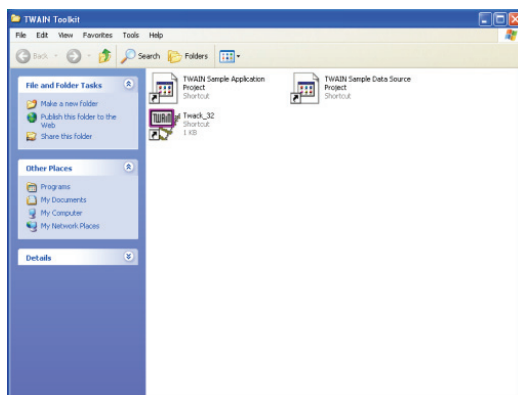 TWAIN Toolkit
File Edit View Favorites Tools Help
Back Search Folders
File and Folder Tasks
Make a new folder
Publish this folder to the
Web
Share this folder
Other Places
Programs
My Documents
My Computer
My Network Places
Details
TWAIN Sample Application
Project
Shortcut
TWAIN Sample Data Source
Project
Shortcut
TWAIN
Twack_32
Shortcut
1 KB